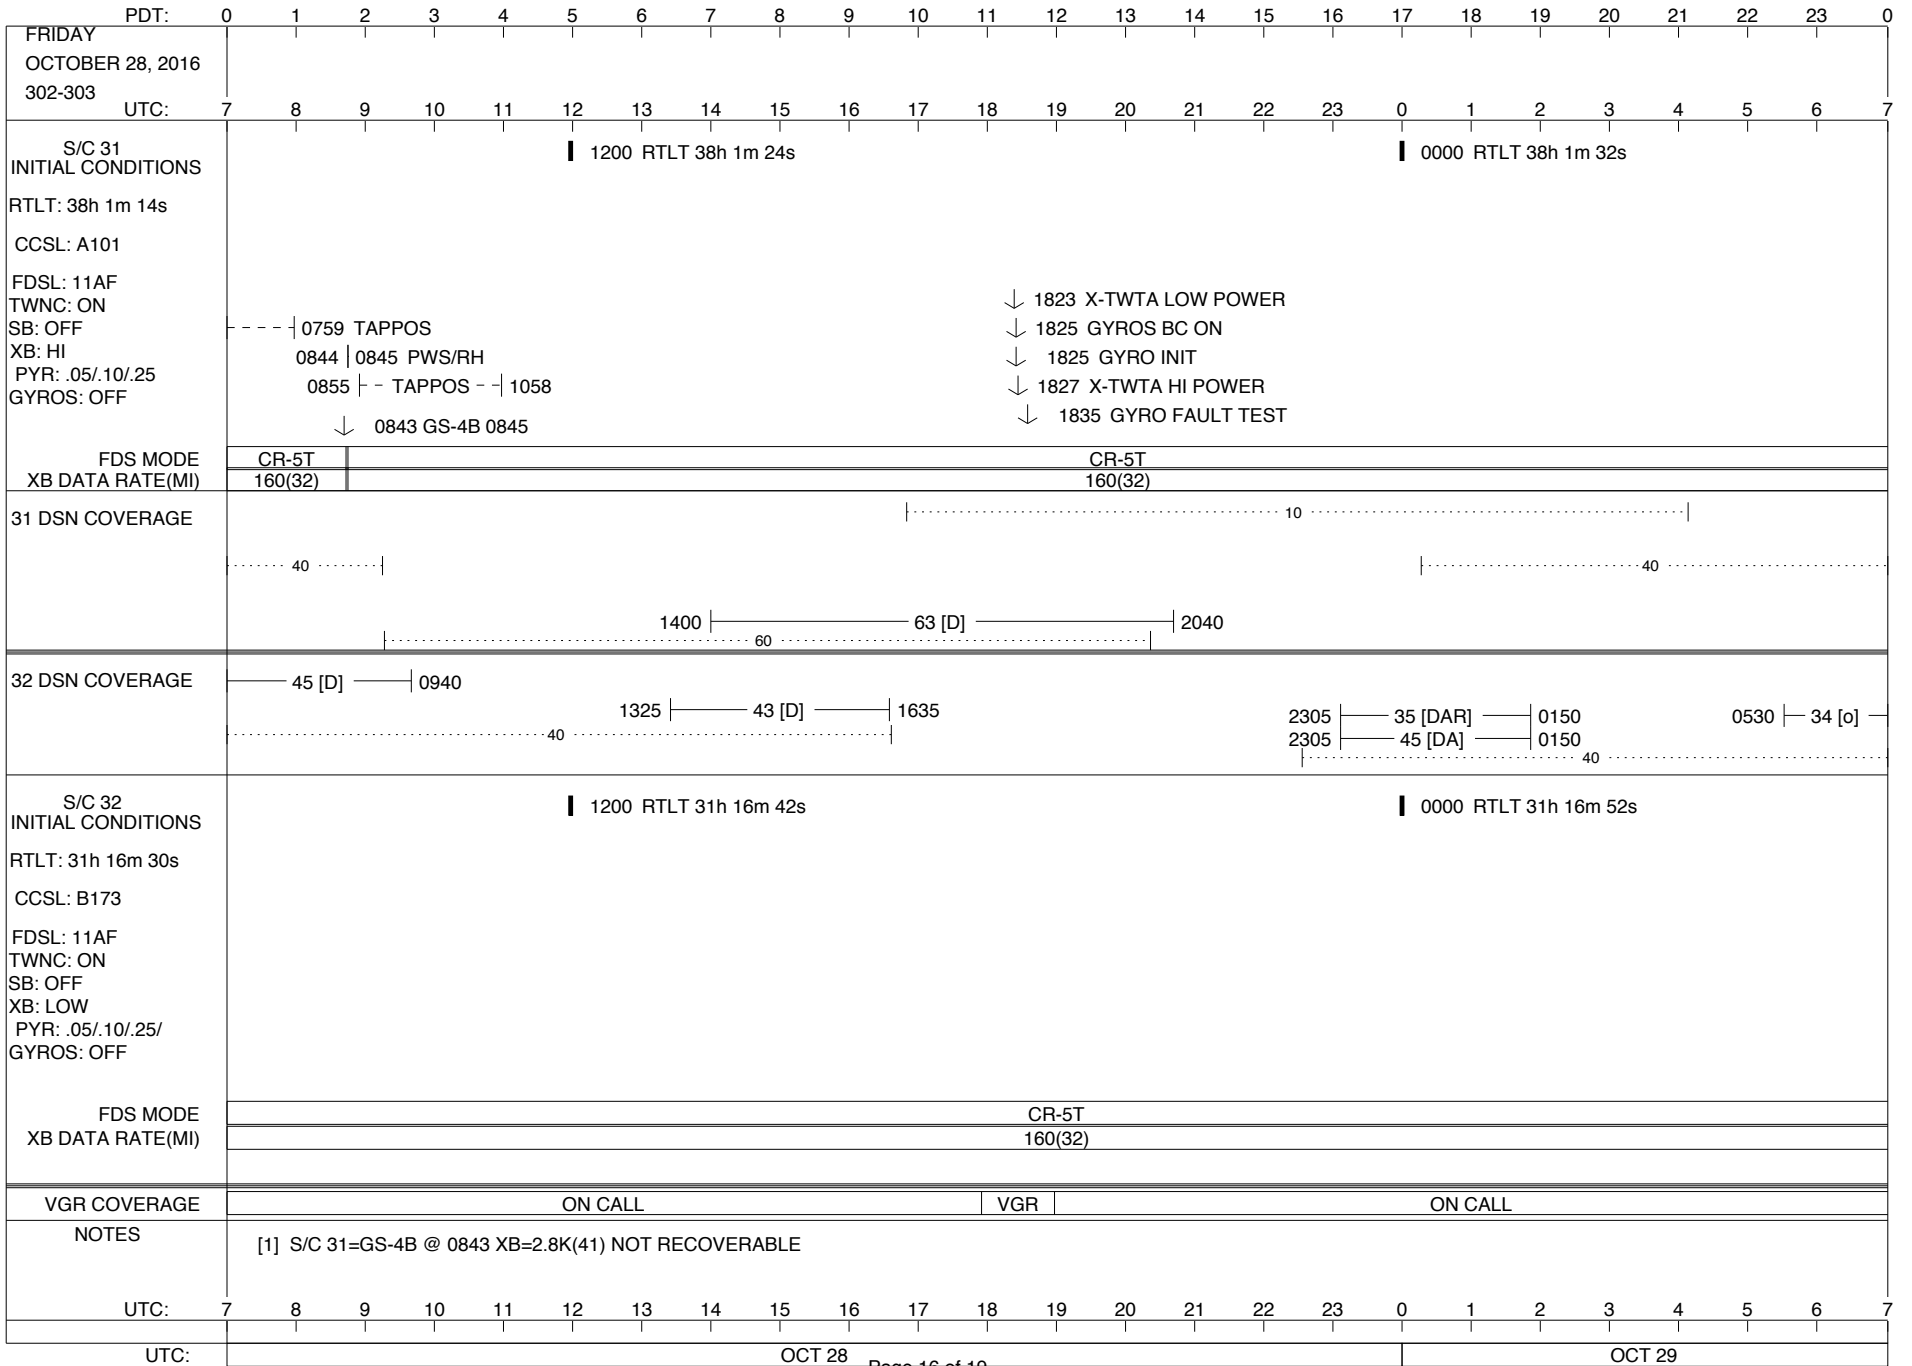 PDT: 0 1 2 3 4 5 6 7 8 9 10 11 12 13 14 15 16 17 18 19 20 21 22 23 0
FRIDAY
OCTOBER 28, 2016
302-303
UTC: 7 8 9 10 11 12 13 14 15 16 17 18 19 20 21 22 23 0 1 2 3 4 5 6 7
S/C 31
INITIAL CONDITIONS
1200 RTLT 38h 1m 24s
0000 RTLT 38h 1m 32s
RTLT: 38h 1m 14s
CCSL: A101
FDSL: 11AF
TWNC: ON
SB: OFF
XB: HI
PYR: .05/.10/.25
GYROS: OFF
0759 TAPPOS
0844 0845 PWS/RH
0855 TAPPOS 1058
0843 GS-4B 0845
1823 X-TWTA LOW POWER
1825 GYROS BC ON
1825 GYRO INIT
1827 X-TWTA HI POWER
1835 GYRO FAULT TEST
FDS MODE CR-5T CR-5T
XB DATA RATE(MI) 160(32) 160(32)
31 DSN COVERAGE
10
40 40
1400 63 [D] 2040
60
32 DSN COVERAGE
45 [D] 0940
1325 43 [D] 1635
2305 35 [DAR] 0150
0530 34 [o]
40
2305 45 [DA] 0150
40
S/C 32
INITIAL CONDITIONS
1200 RTLT 31h 16m 42s
0000 RTLT 31h 16m 52s
RTLT: 31h 16m 30s
CCSL: B173
FDSL: 11AF
TWNC: ON
SB: OFF
XB: LOW
PYR: .05/.10/.25/
GYROS: OFF
FDS MODE CR-5T
XB DATA RATE(MI) 160(32)
VGR COVERAGE ON CALL VGR ON CALL
NOTES
[1] S/C 31=GS-4B @ 0843 XB=2.8K(41) NOT RECOVERABLE
UTC: 7 8 9 10 11 12 13 14 15 16 17 18 19 20 21 22 23 0 1 2 3 4 5 6 7
UTC: OCT 28 OCT 29
Page 16 of 19